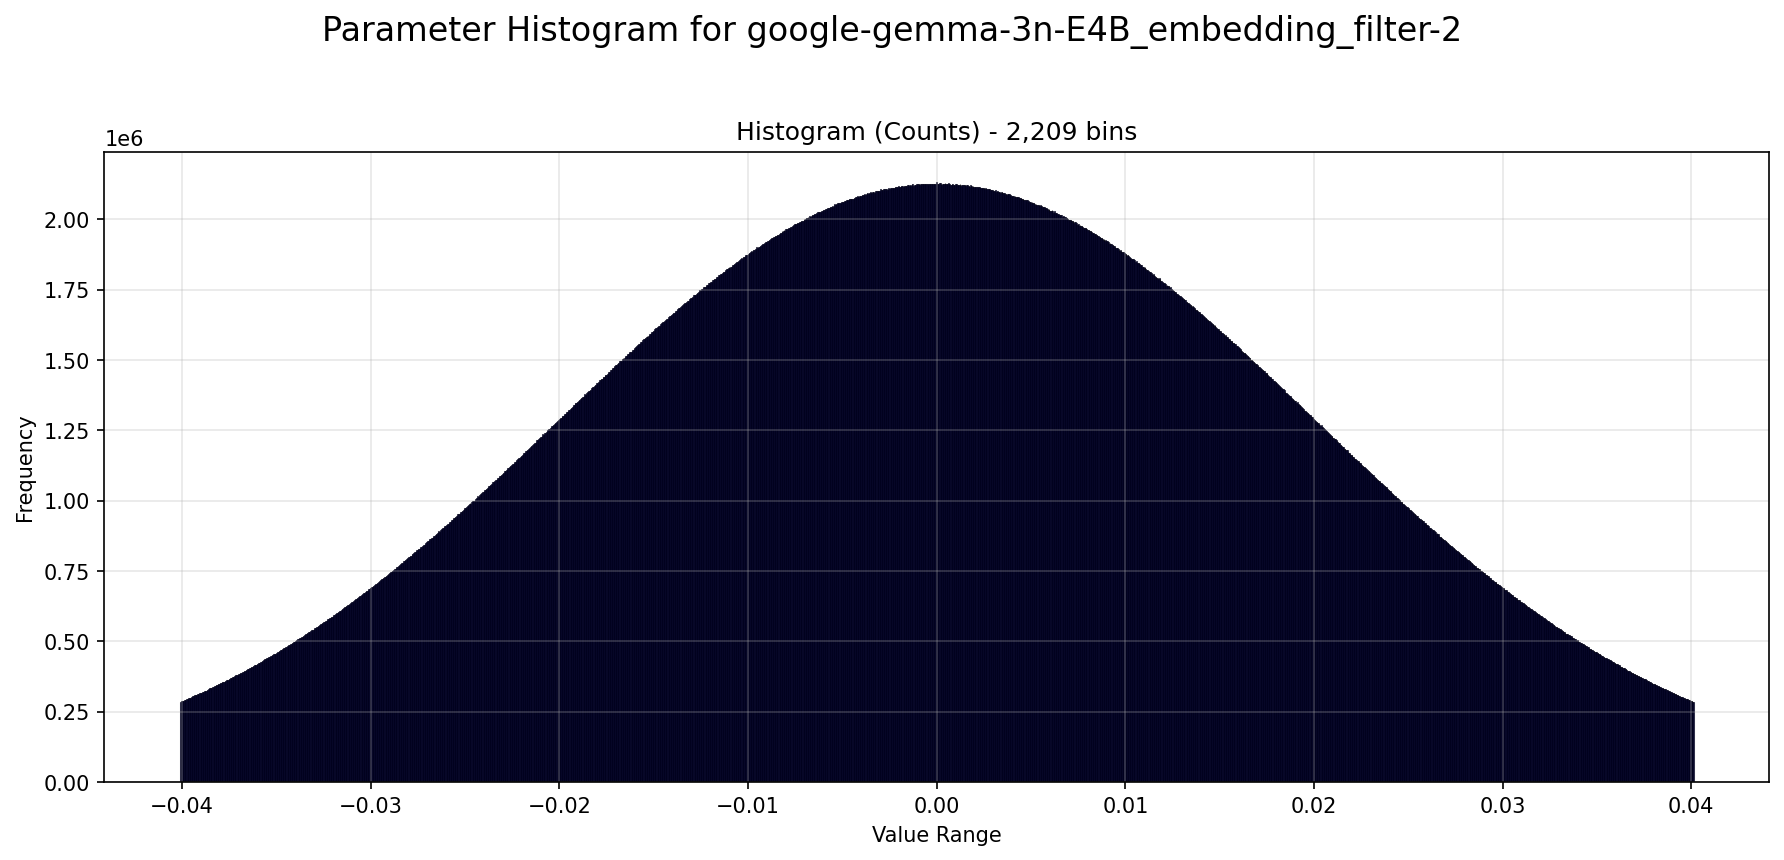 Parameter Histogram for google-gemma-3n-E4B_embedding_filter-2
Histogram (Counts) - 2,209 bins
1e6
2.00
1.75
1.50
1.25
1.00
0.75
0.50
0.25
0.00
Frequency
−0.04 −0.03 −0.02 −0.01 0.00 0.01 0.02 0.03 0.04
Value Range